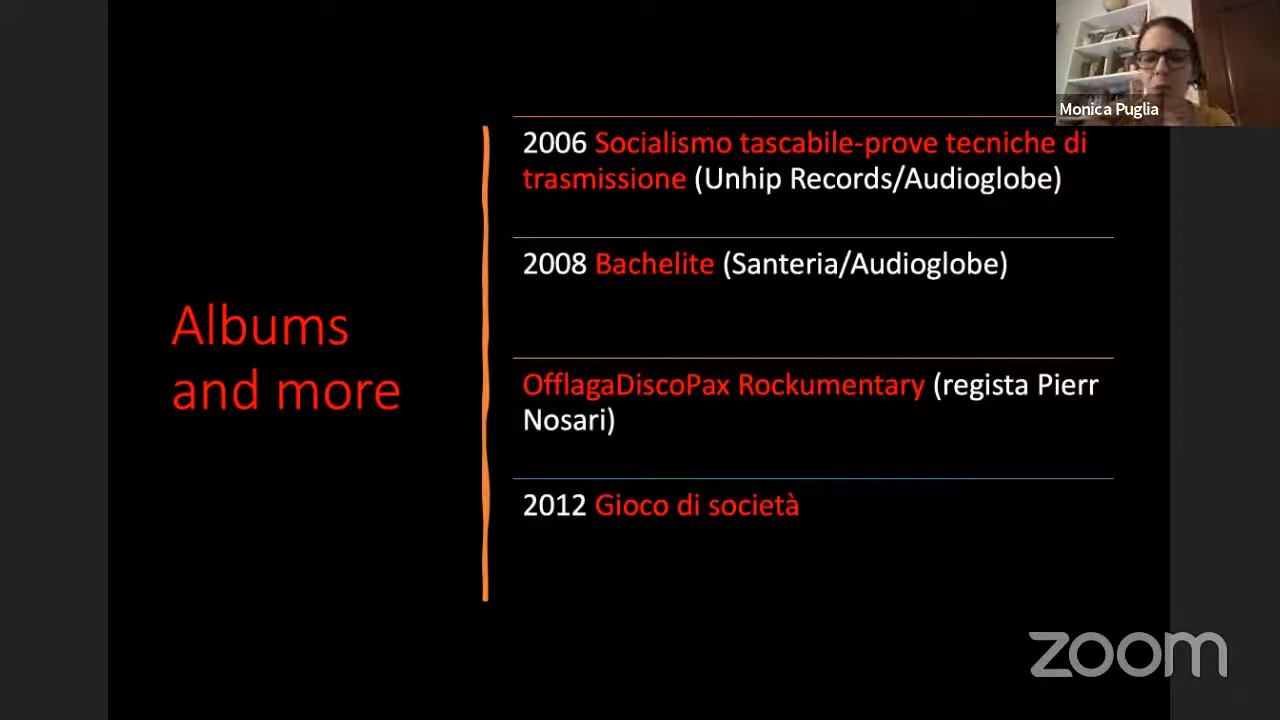 Monica Puglia
2006 Socialismo tascabile-prove tecniche di
trasmissione (Unhip Records/Audioglobe)
2008 Bachelite (Santeria/Audioglobe)
Albums
and more
OfflagaDiscoPax Rockumentary (regista Pierr
Nosari)
2012 Gioco di società
zoom